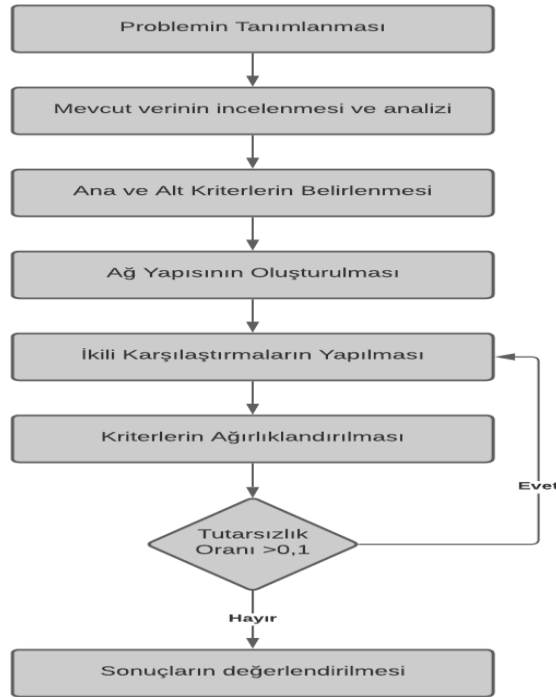 Problemin Tanımlanması
Mevcut verinin incelenmesi ve analizi
Ana ve Alt Kriterlerin Belirlenmesi
Ağ Yapısının Oluşturulması
İkili Karşılaştırmaların Yapılması
Kriterlerin Ağırlıklandırılması
Evet
Tutarsızlık
Oranı >0,1
Hayır
Sonuçların değerlendirilmesi